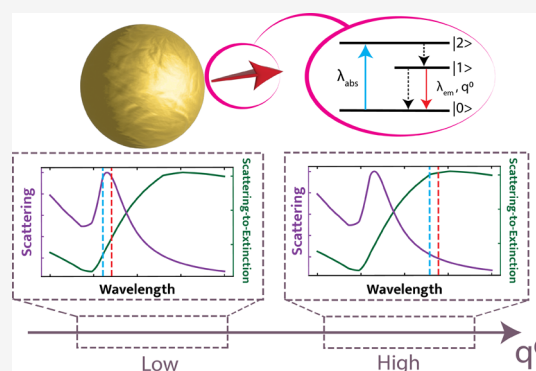 |2>
|1>
λabs
λem, q⁰
|0>
Scattering
Scattering-to-Extinction
Wavelength
Scattering
Scattering-to-Extinction
Wavelength
Low
High
q⁰